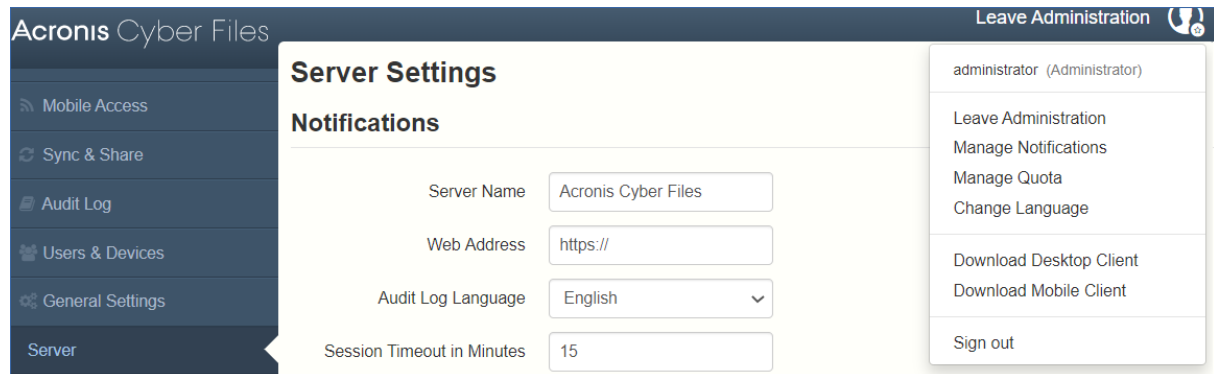 Acronis Cyber Files
Leave Administration
Mobile Access
Sync & Share
Audit Log
Users & Devices
General Settings
Server
Server Settings
Notifications
Server Name
Acronis Cyber Files
Web Address
https://
Audit Log Language
English
Session Timeout in Minutes
15
administrator (Administrator)
Leave Administration
Manage Notifications
Manage Quota
Change Language
Download Desktop Client
Download Mobile Client
Sign out